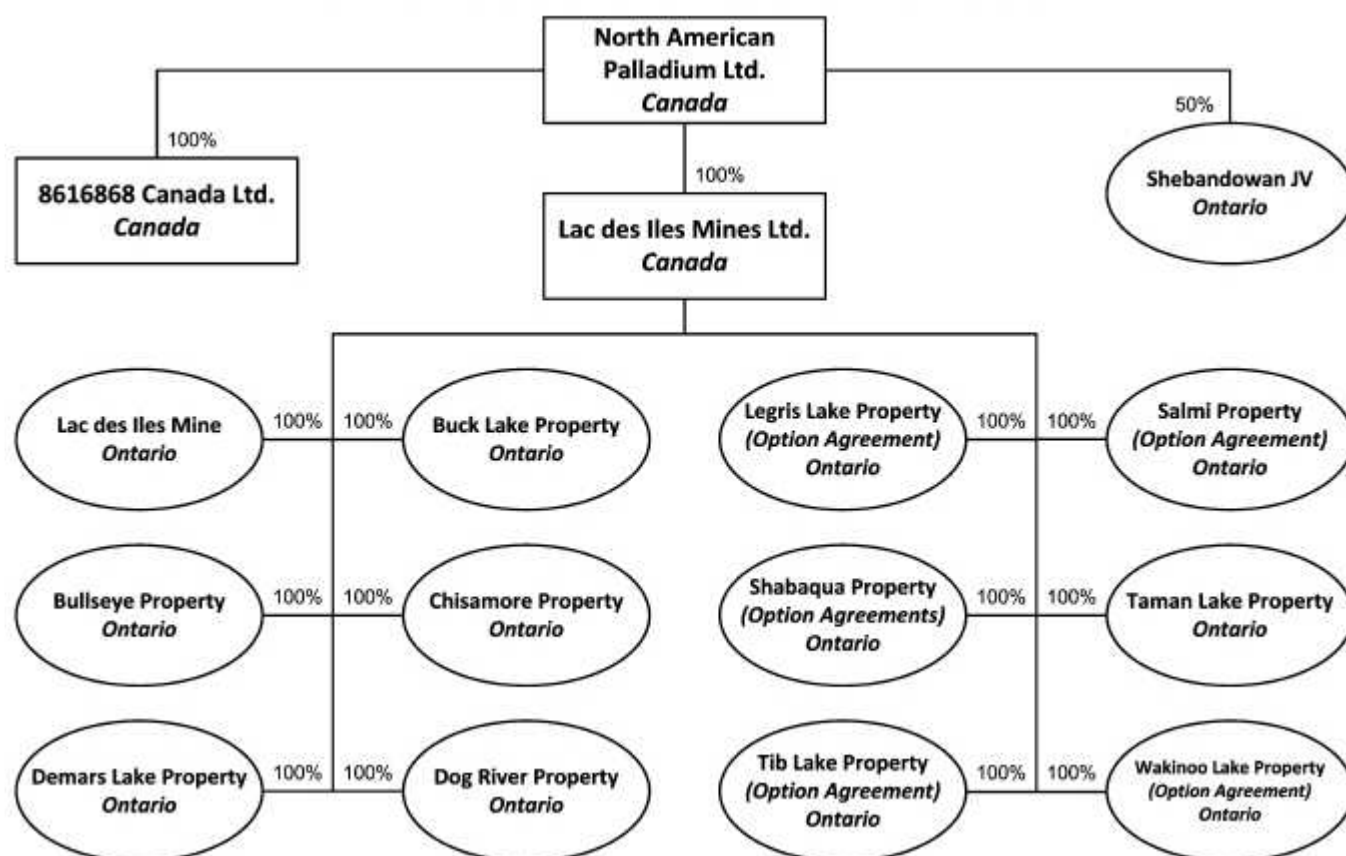 North American
Palladium Ltd.
Canada
100%
50%
8616868 Canada Ltd.
Canada
100%
Shebandowan JV
Ontario
Lac des Iles Mines Ltd.
Canada
Lac des Iles Mine
Ontario
100%
100%
Buck Lake Property
Ontario
Legris Lake Property
(Option Agreement)
Ontario
100%
100%
Salmi Property
(Option Agreement)
Ontario
Bullseye Property
Ontario
100%
100%
Chisamore Property
Ontario
Shabaqua Property
(Option Agreements)
Ontario
100%
100%
Taman Lake Property
Ontario
Demars Lake Property
Ontario
100%
100%
Dog River Property
Ontario
Tib Lake Property
(Option Agreement)
Ontario
100%
100%
Wakinoo Lake Property
(Option Agreement)
Ontario